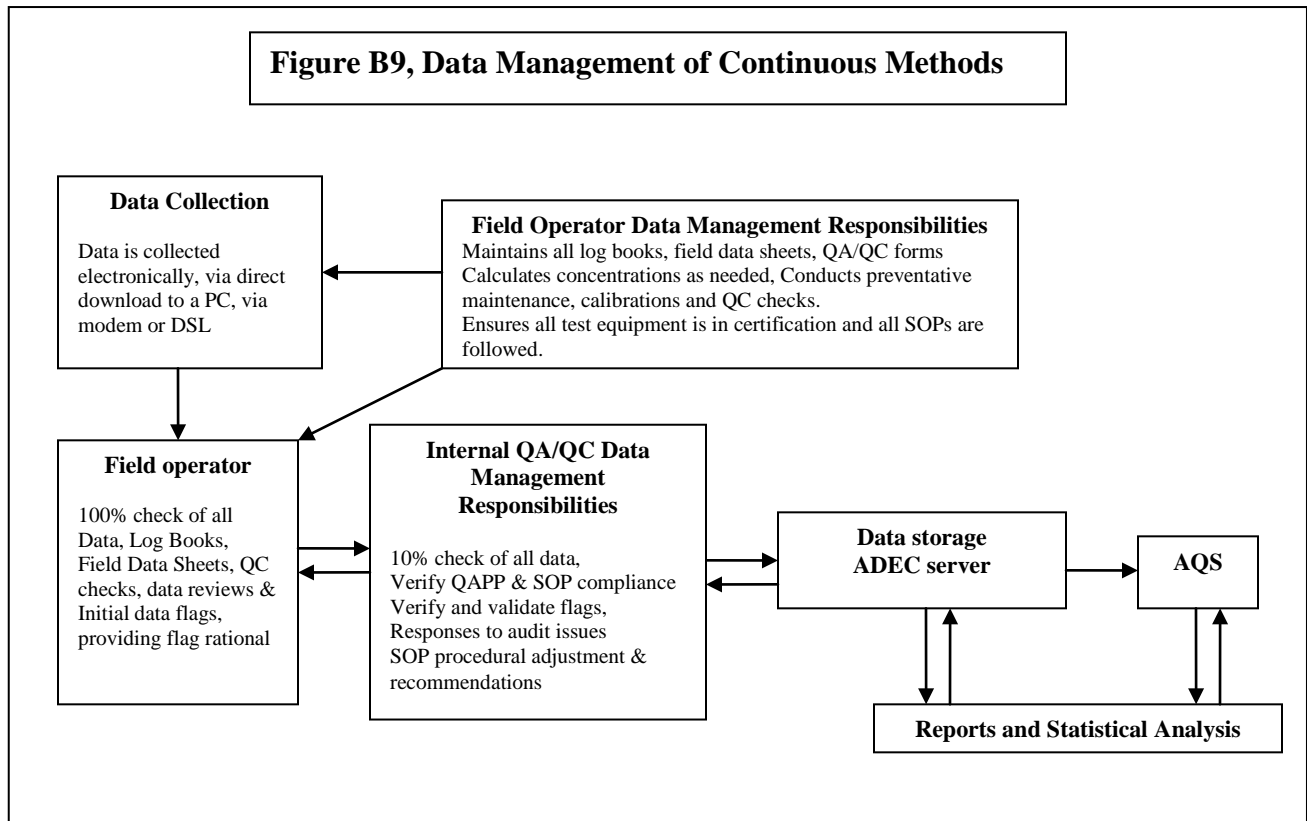 Figure B9, Data Management of Continuous Methods
Data Collection
Data is collected
electronically, via direct
download to a PC, via
modem or DSL
Field Operator Data Management Responsibilities
Maintains all log books, field data sheets, QA/QC forms
Calculates concentrations as needed, Conducts preventative
maintenance, calibrations and QC checks.
Ensures all test equipment is in certification and all SOPs are
followed.
Field operator
100% check of all
Data, Log Books,
Field Data Sheets, QC
checks, data reviews &
Initial data flags,
providing flag rational
Internal QA/QC Data
Management
Responsibilities
10% check of all data,
Verify QAPP & SOP compliance
Verify and validate flags,
Responses to audit issues
SOP procedural adjustment &
recommendations
Data storage
ADEC server
AQS
Reports and Statistical Analysis